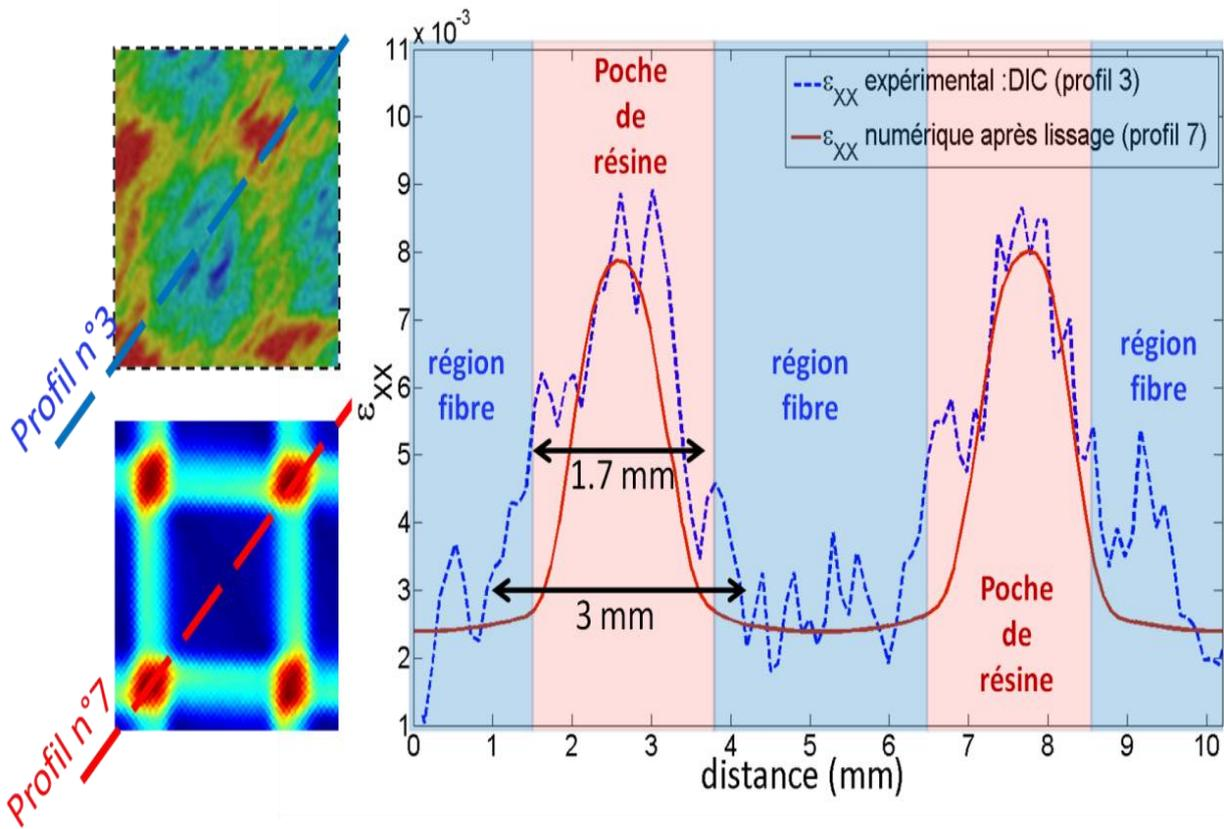 x 10⁻³
11
10
9
8
7
6
5
4
3
2
1
εxx
0 1 2 3 4 5 6 7 8 9 10
distance (mm)
Profil n°3
Profil n°7
Poche
de
résine
εxx expérimental :DIC (profil 3)
εxx numérique après lissage (profil 7)
région
fibre
région
fibre
région
fibre
1.7 mm
3 mm
Poche
de
résine